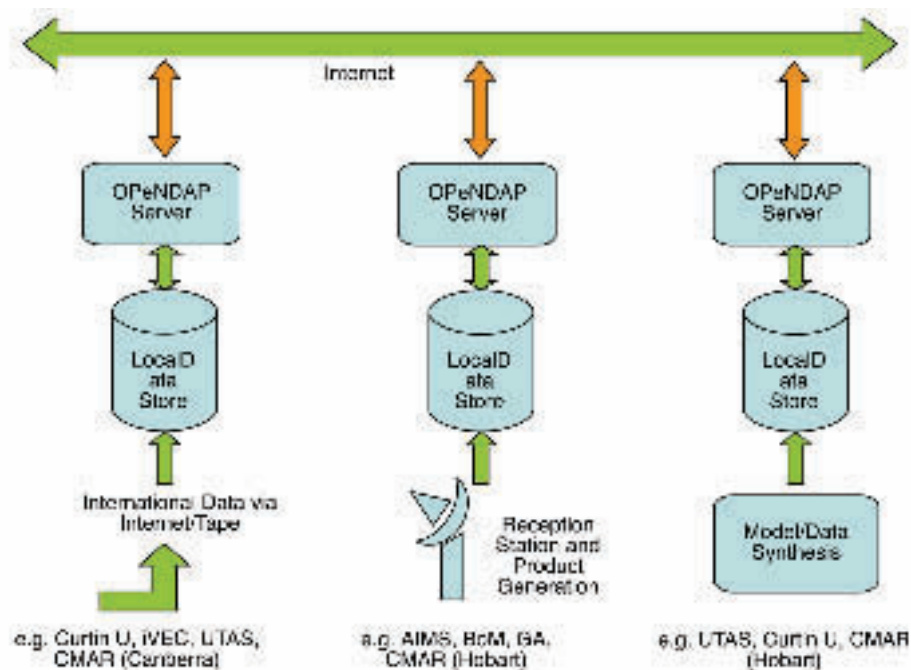 Internet
OPeNDAP
Server
OPeNDAP
Server
OPeNDAP
Server
LocalD
ata
Store
LocalD
ata
Store
LocalD
ata
Store
International Data via
Internet/Tape
Reception
Station and
Product
Generation
Model/Data
Synthesis
e.g. Curtin U, iVEC, UTAS,
CMAR (Canberra)
e.g. AIMS, BoM, GA,
CMAR (Hobart)
e.g. UTAS, Curtin U, CMAR
(Hobart)